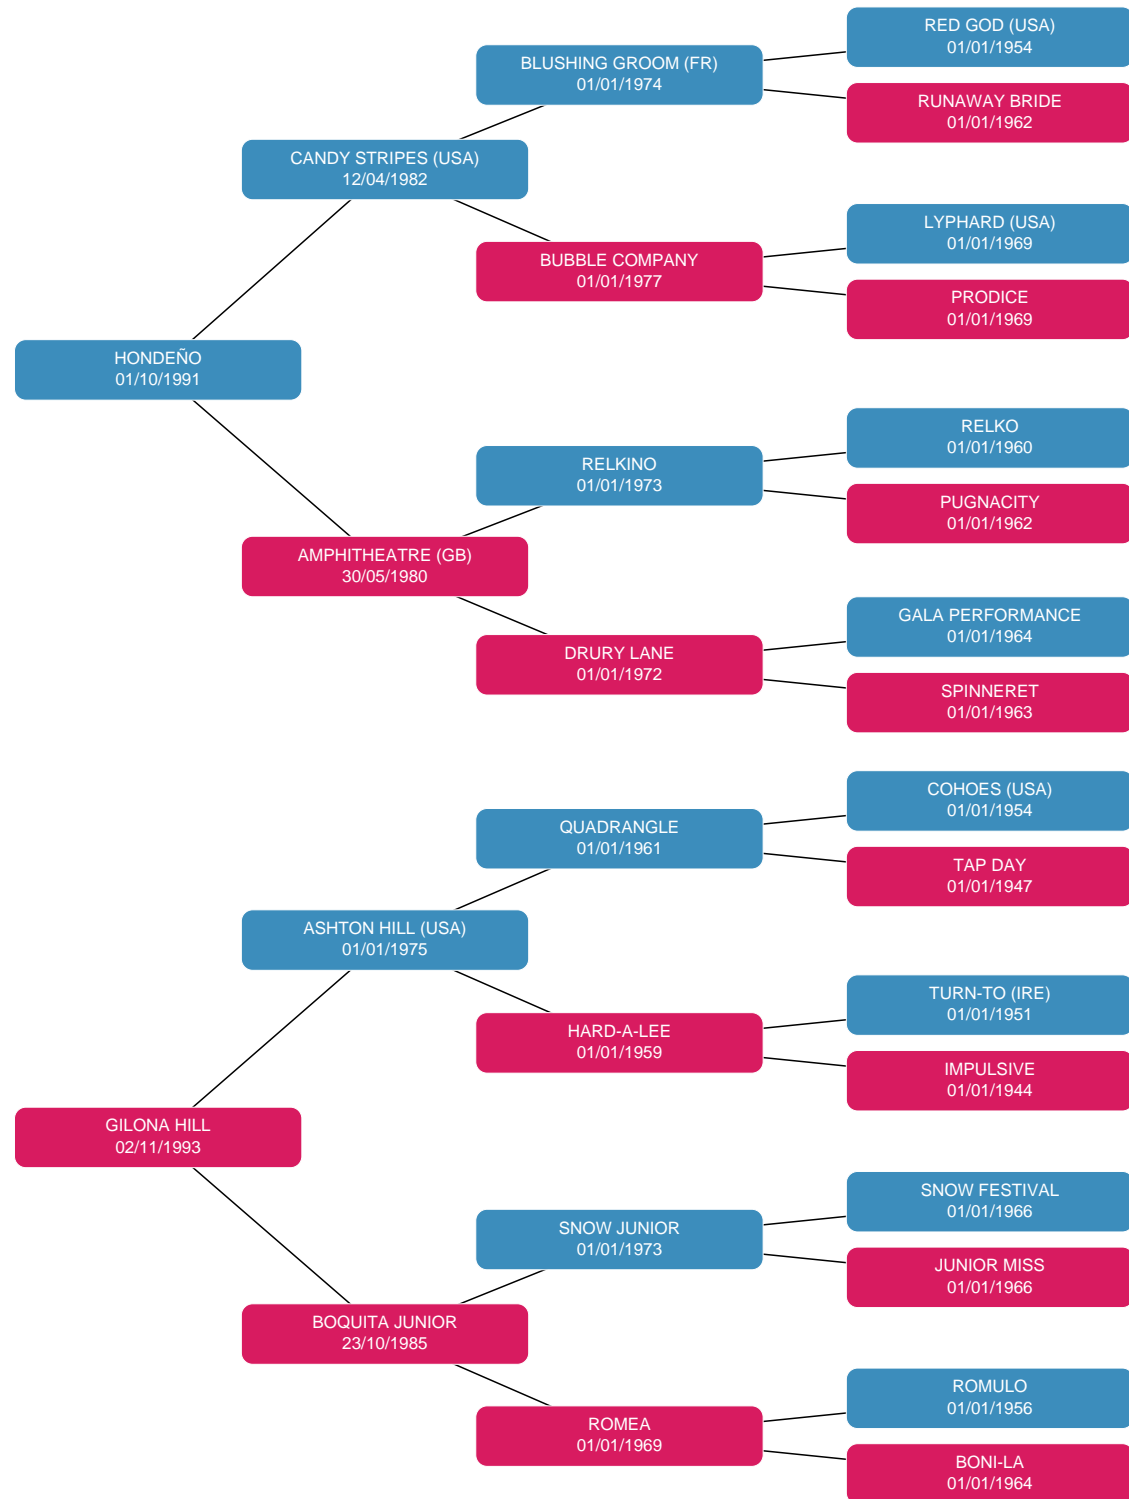 RED GOD (USA)
01/01/1954
BLUSHING GROOM (FR)
01/01/1974
RUNAWAY BRIDE
01/01/1962
CANDY STRIPES (USA)
12/04/1982
LYPHARD (USA)
01/01/1969
BUBBLE COMPANY
01/01/1977
PRODICE
01/01/1969
HONDEÑO
01/10/1991
RELKO
01/01/1960
RELKINO
01/01/1973
PUGNACITY
01/01/1962
AMPHITHEATRE (GB)
30/05/1980
GALA PERFORMANCE
01/01/1964
DRURY LANE
01/01/1972
SPINNERET
01/01/1963
COHOES (USA)
01/01/1954
QUADRANGLE
01/01/1961
TAP DAY
01/01/1947
ASHTON HILL (USA)
01/01/1975
TURN-TO (IRE)
01/01/1951
HARD-A-LEE
01/01/1959
IMPULSIVE
01/01/1944
GILONA HILL
02/11/1993
SNOW FESTIVAL
01/01/1966
SNOW JUNIOR
01/01/1973
JUNIOR MISS
01/01/1966
BOQUITA JUNIOR
23/10/1985
ROMULO
01/01/1956
ROMEA
01/01/1969
BONI-LA
01/01/1964